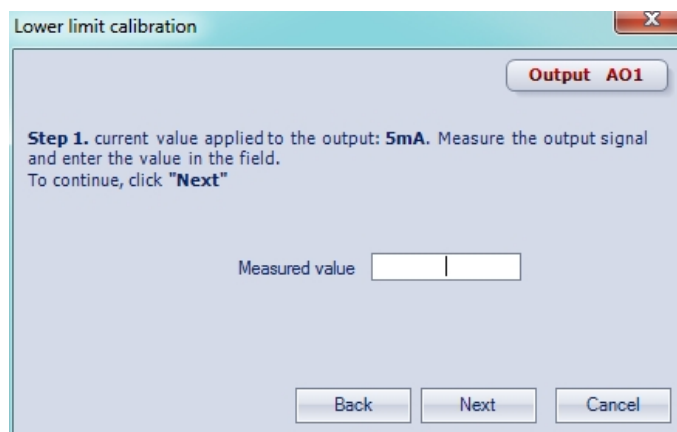 Lower limit calibration
x
Output AO1
Step 1. current value applied to the output: 5mA. Measure the output signal
and enter the value in the field.
To continue, click "Next"
Measured value
Back Next Cancel